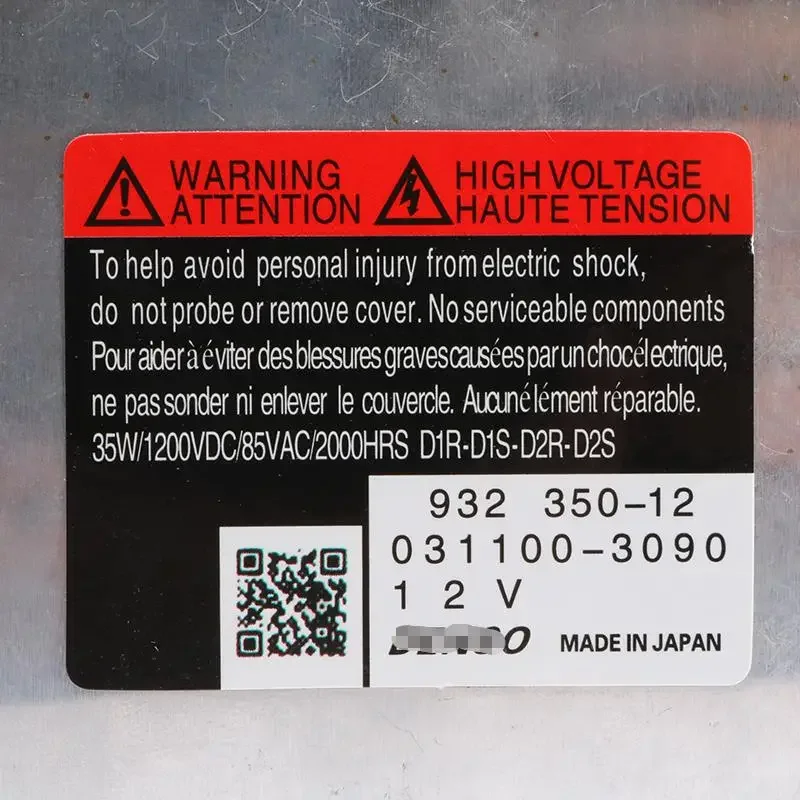 WARNING
ATTENTION
HIGH VOLTAGE
HAUTE TENSION
To help avoid personal injury from electric shock,
do not probe or remove cover. No serviceable components
Pour aider à éviter des blessures graves causées par un choc électrique,
ne pas sonder ni enlever le couvercle. Aucun élément réparable.
35W/1200VDC/85VAC/2000HRS D1R-D1S-D2R-D2S
932 350-12
031100-3090
12V
MADE IN JAPAN